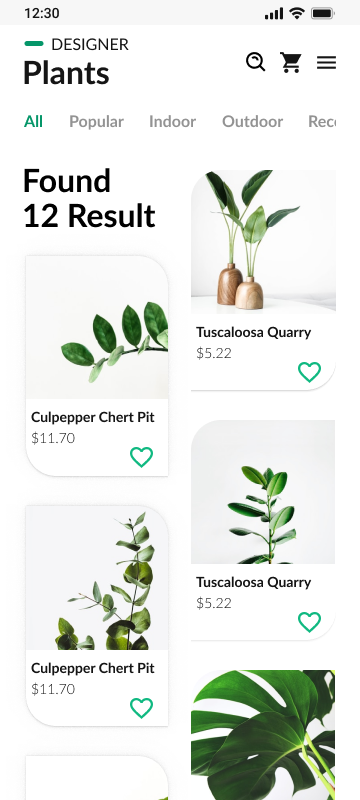 12:30
DESIGNER
Plants
All Popular Indoor Outdoor Rec
Found
12 Result
Tuscaloosa Quarry
$5.22
Culpepper Chert Pit
$11.70
Tuscaloosa Quarry
$5.22
Culpepper Chert Pit
$11.70